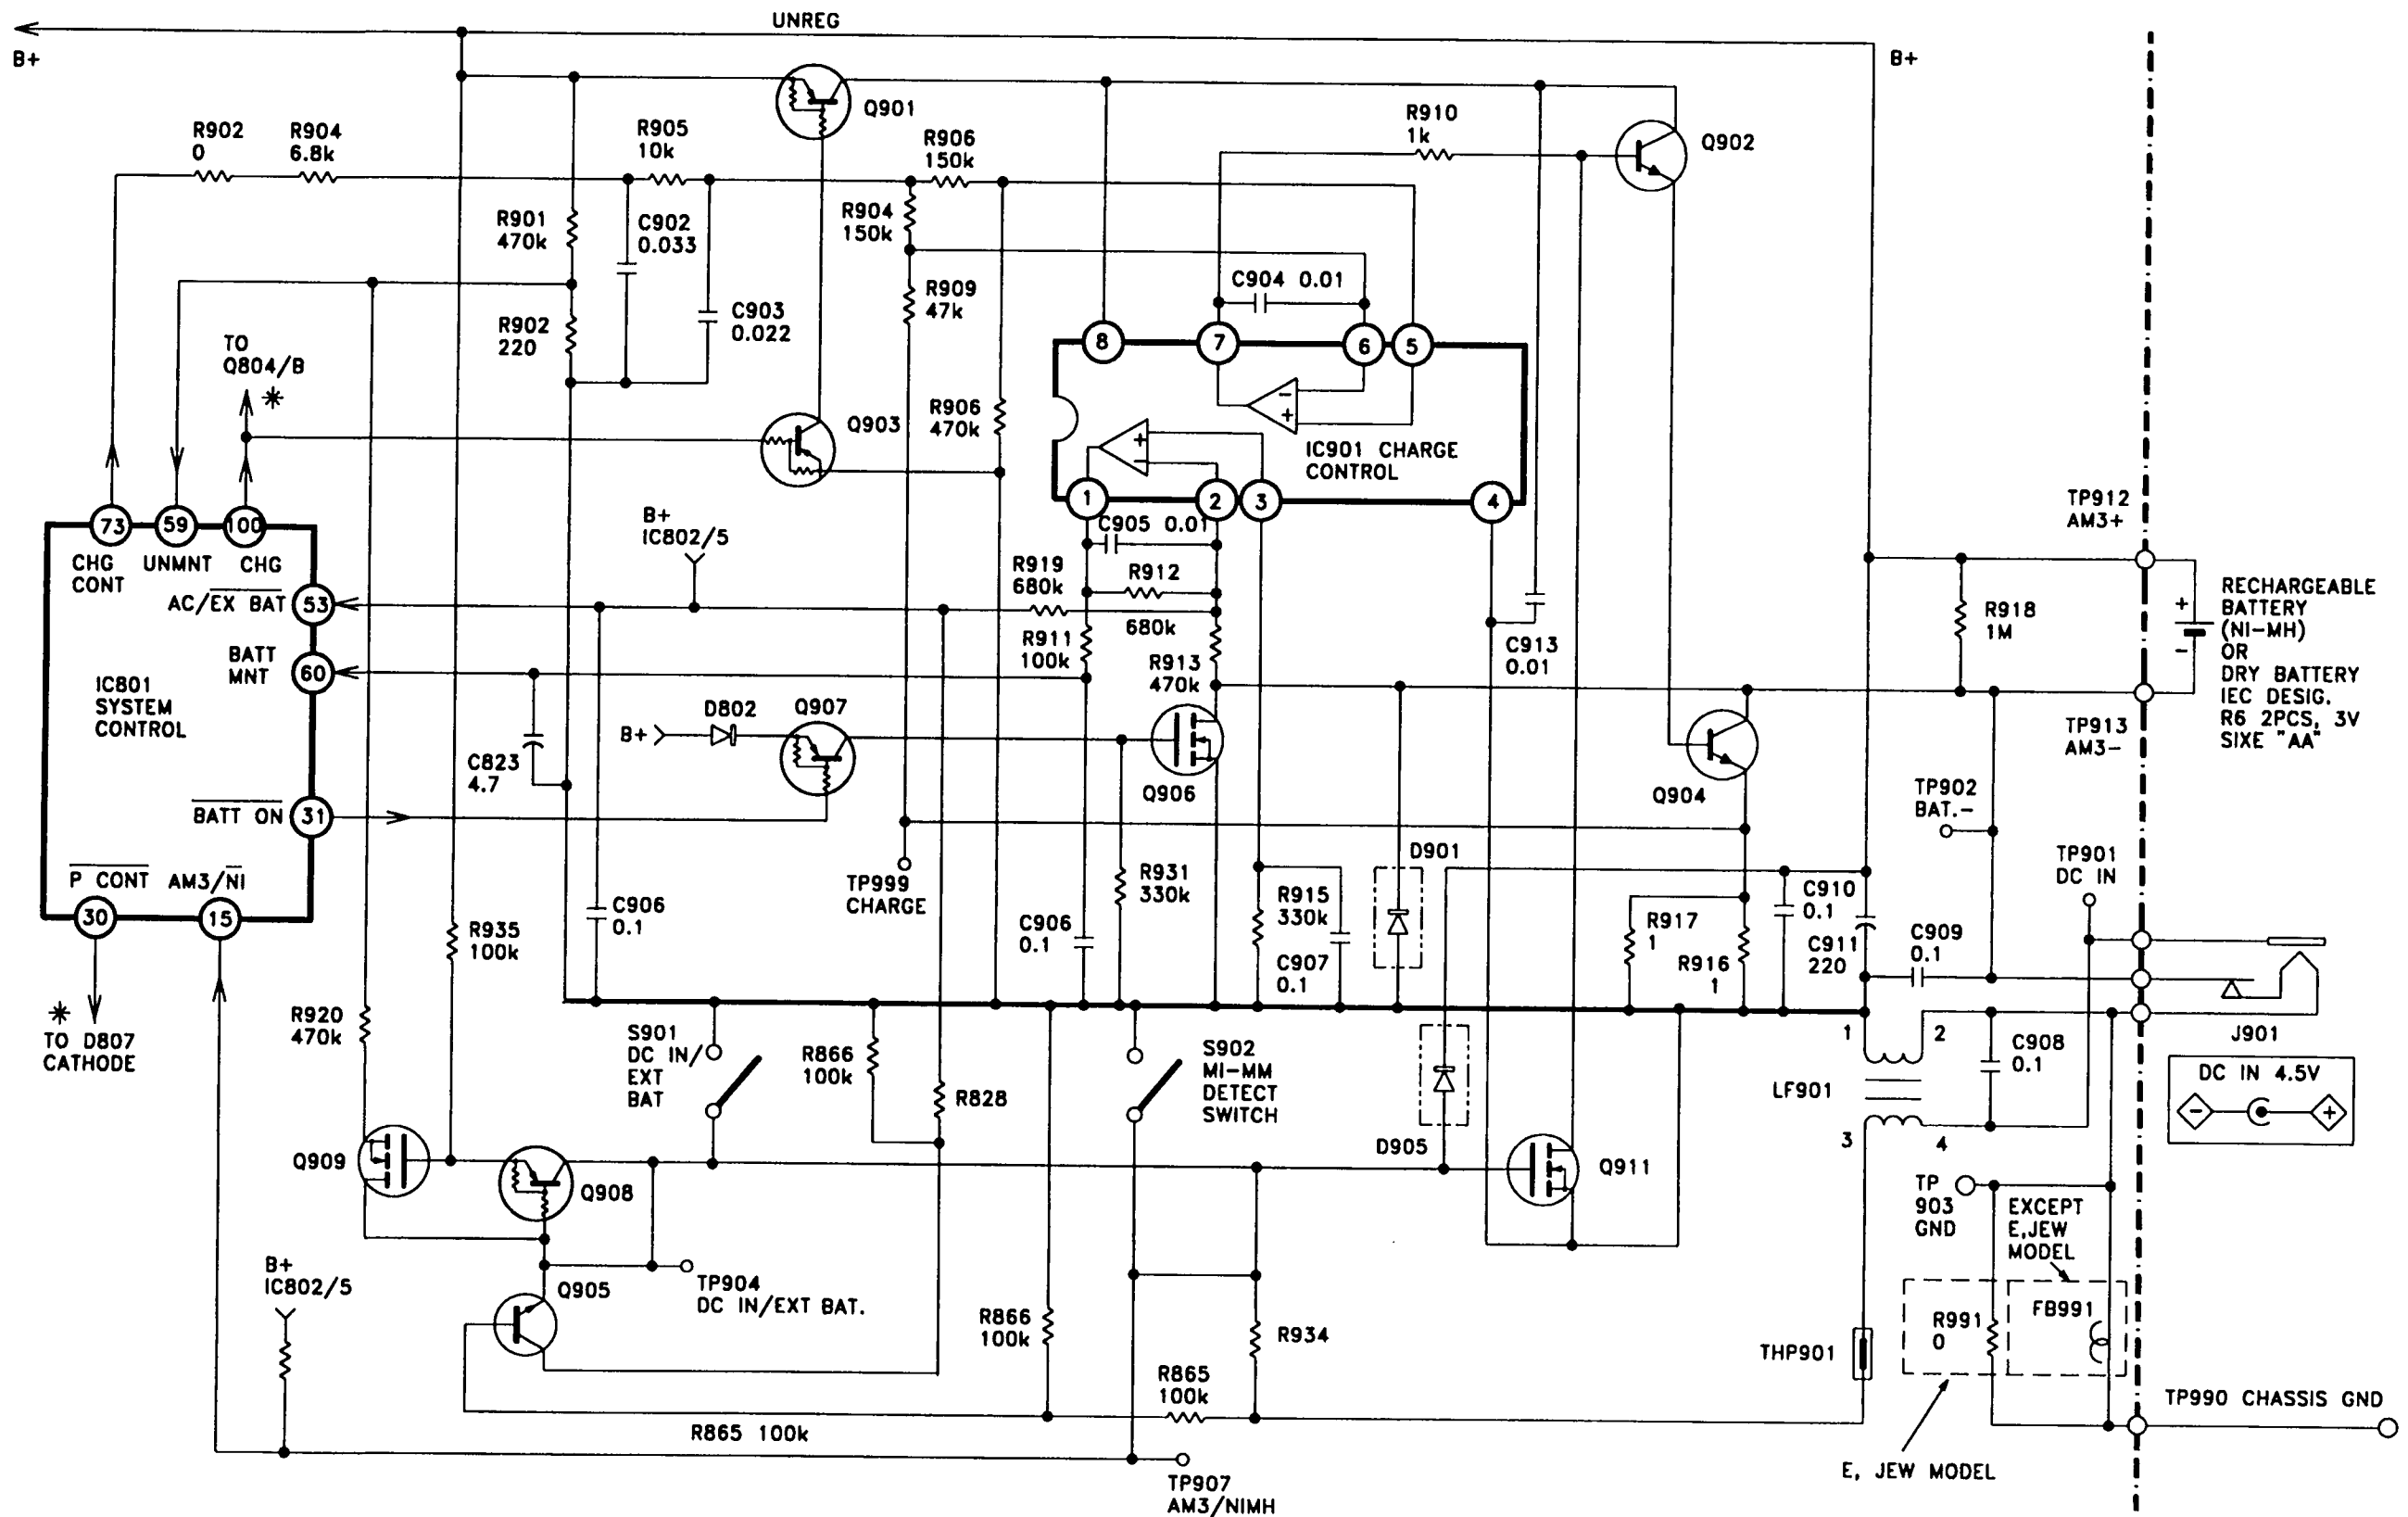 UNREG
B+
B+
Q901
R910
1k
Q902
R902
0
R904
6.8k
R905
10k
R906
150k
R901
470k
C902
0.033
R904
150k
R902
220
C903
0.022
R909
47k
C904 0.01
TO
Q804/B
*
8
7
6
5
-
+
Q903
R906
470k
+
-
IC901 CHARGE
CONTROL
1
2
3
4
TP912
AM3+
73
59
100
CHG
CONT
UNMNT
CHG
B+
IC802/5
C905 0.01
AC/EX BAT
53
R919
680k
R912
680k
BATT
MNT
60
R911
100k
R913
470k
C913
0.01
R918
1M
+
-
RECHARGEABLE
BATTERY
(NI-MH)
OR
DRY BATTERY
IEC DESIG.
R6 2PCS, 3V
SIXE "AA"
IC801
SYSTEM
CONTROL
D802
Q907
B+
C823
4.7
Q906
Q904
TP913
AM3-
TP902
BAT.-
BATT ON
31
P CONT
AM3/NI
30
15
TP999
CHARGE
R931
330k
D901
TP901
DC IN
R935
100k
C906
0.1
C906
0.1
R915
330k
C907
0.1
R917
1
R916
1
C910
0.1
C911
220
C909
0.1
*
TO D807
CATHODE
R920
470k
S901
DC IN/
EXT
BAT
R866
100k
R828
S902
MI-MM
DETECT
SWITCH
1
2
C908
0.1
J901
DC IN 4.5V
-
+
LF901
3
4
D905
Q909
Q908
Q911
TP
903
GND
EXCEPT
E,JEW
MODEL
B+
IC802/5
Q905
TP904
DC IN/EXT BAT.
R866
100k
R934
R991
0
FB991
THP901
R865
100k
TP990 CHASSIS GND
R865 100k
TP907
AM3/NIMH
E, JEW MODEL